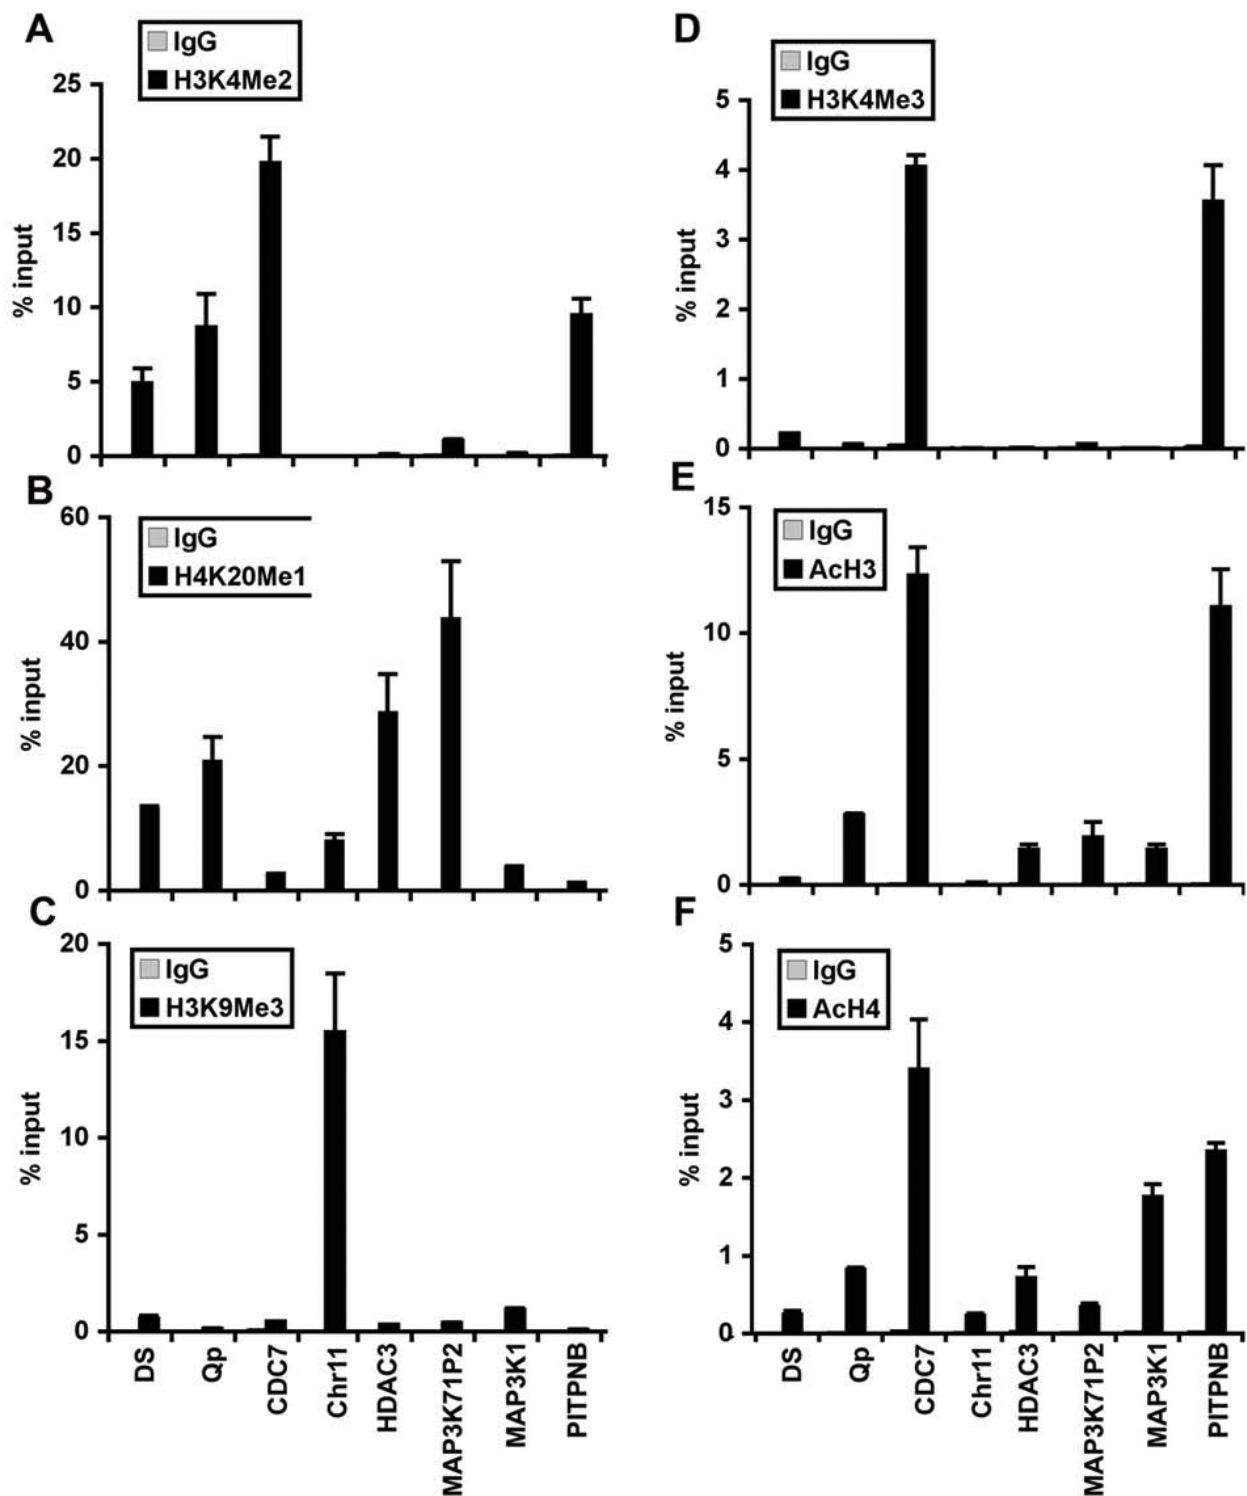 A
IgG
H3K4Me2
25
20
15
10
5
0
% input
B
IgG
H4K20Me1
60
40
20
0
% input
C
IgG
H3K9Me3
20
15
10
5
0
% input
DS
Qp
CDC7
Chr11
HDAC3
MAP3K71P2
MAP3K1
PITPNB
D
IgG
H3K4Me3
5
4
3
2
1
0
% input
E
IgG
AcH3
15
10
5
0
% input
F
IgG
AcH4
5
4
3
2
1
0
% input
DS
Qp
CDC7
Chr11
HDAC3
MAP3K71P2
MAP3K1
PITPNB